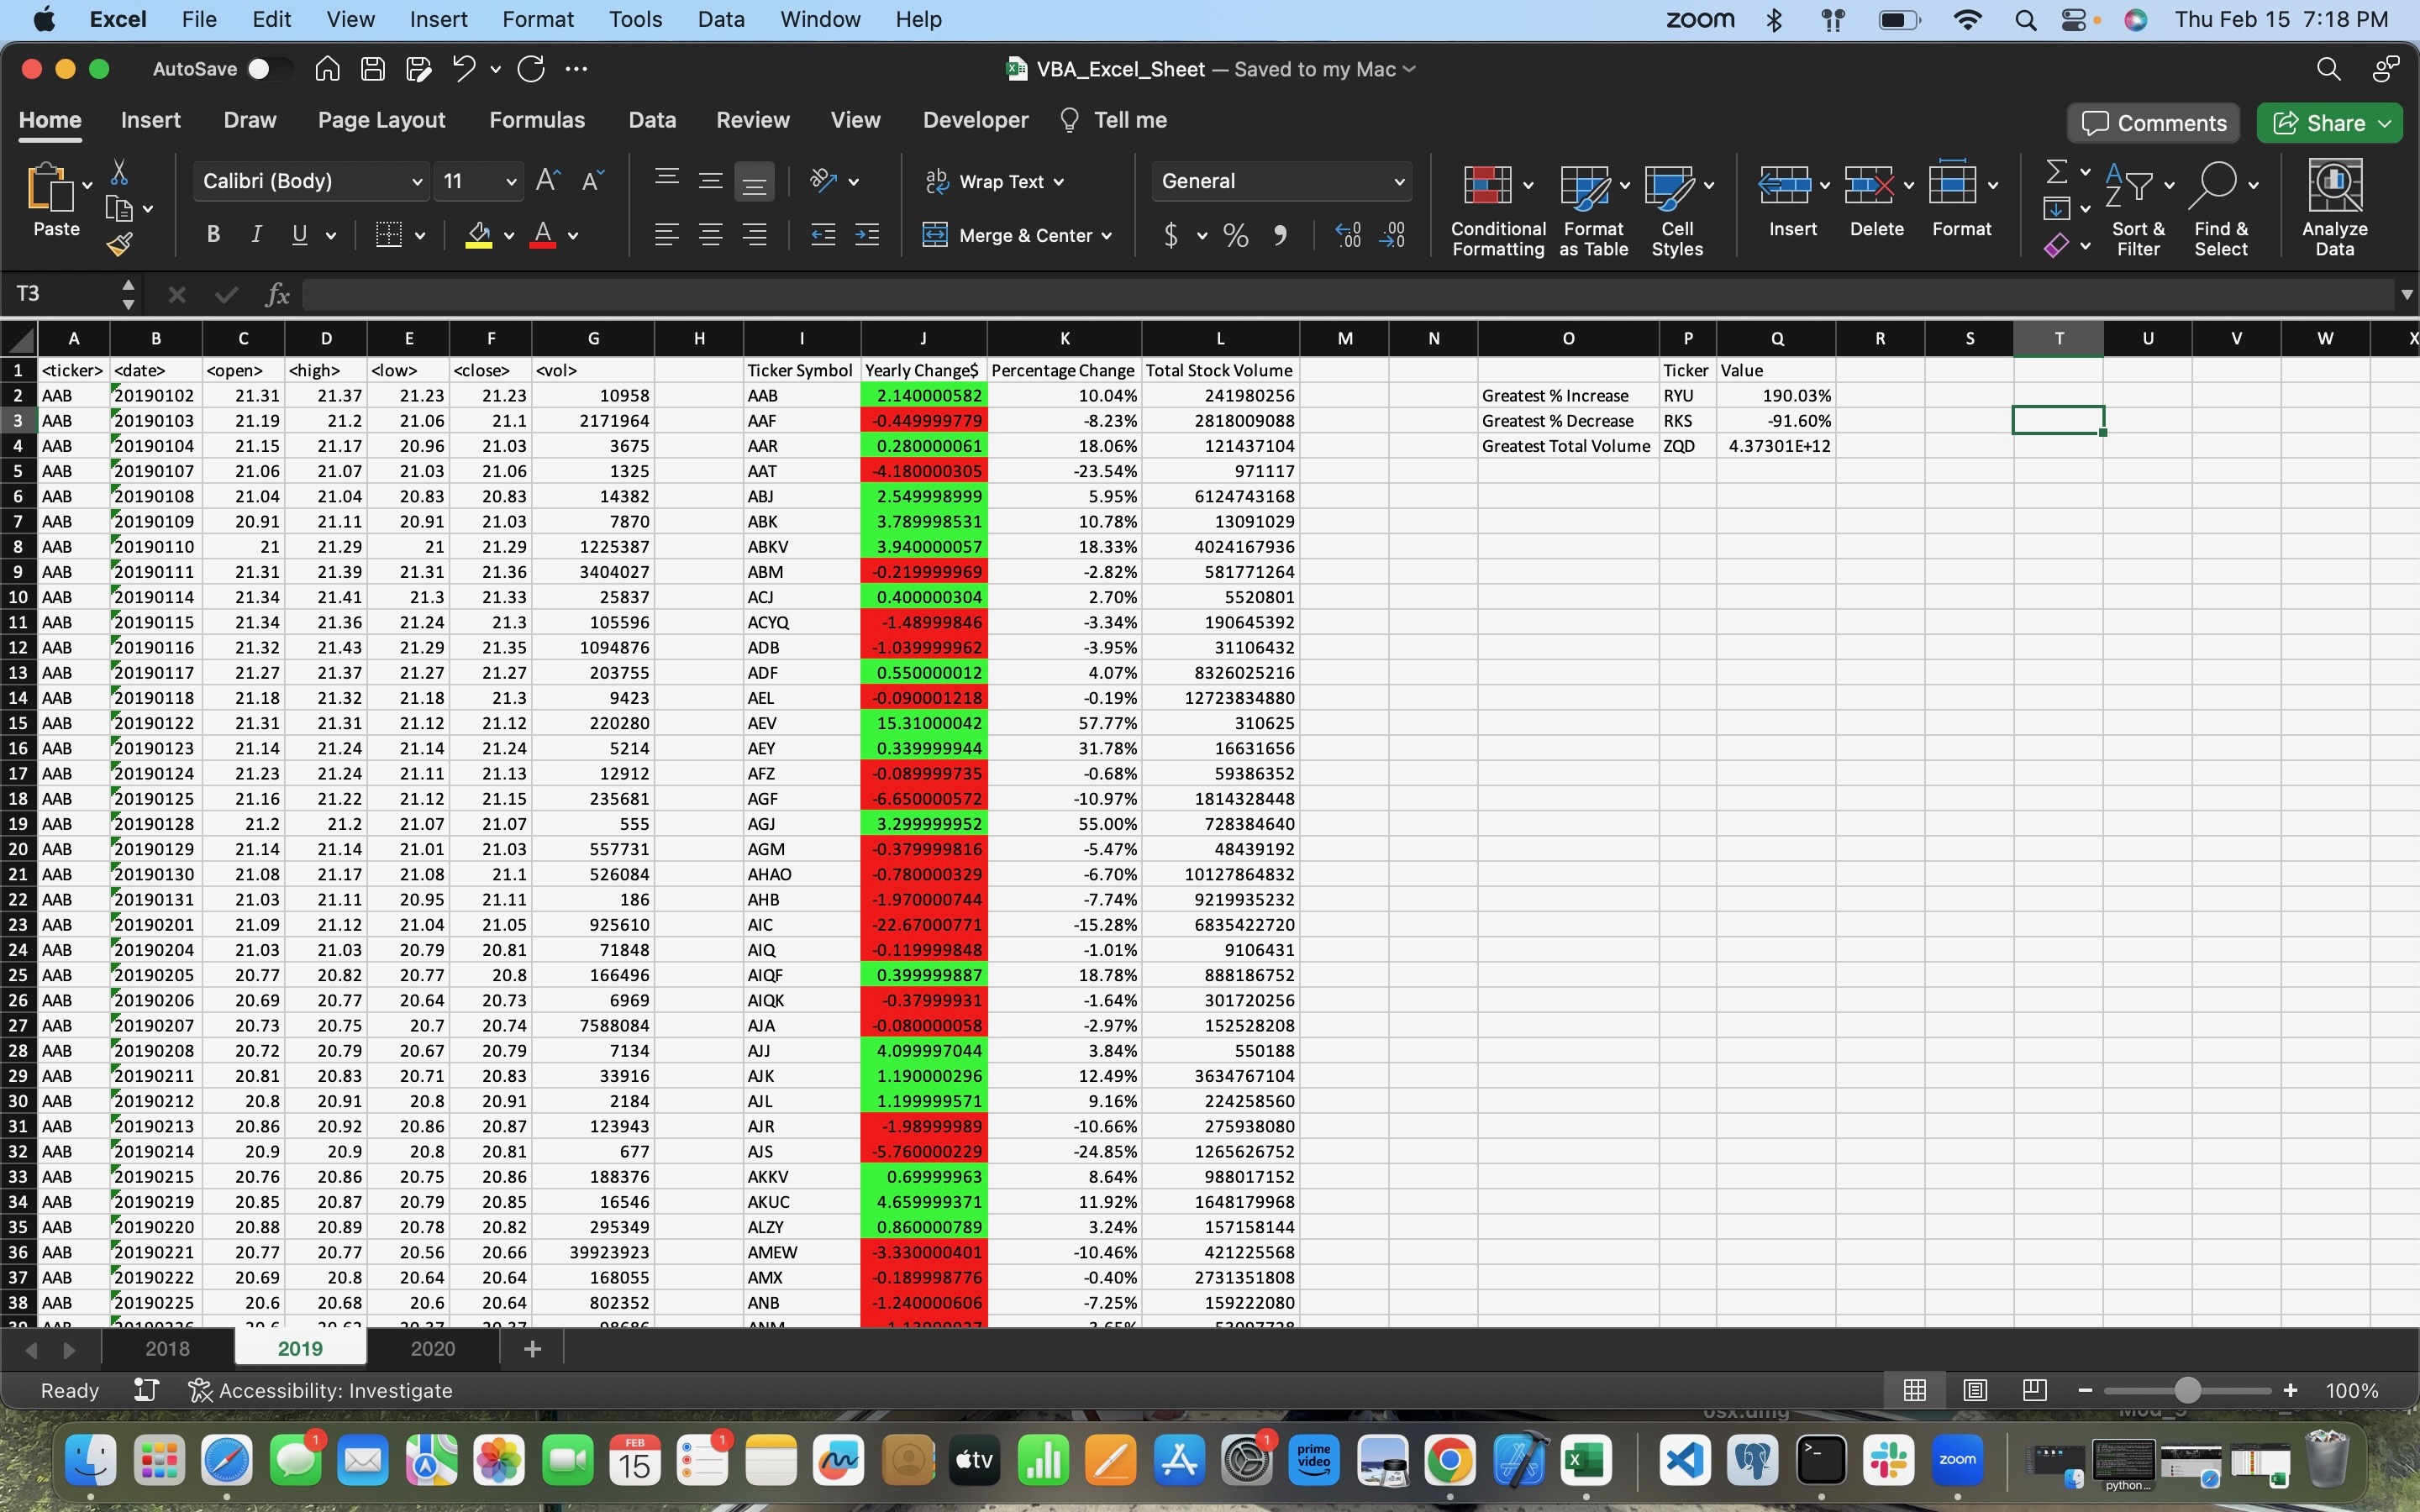 Excel File Edit View Insert Format Tools Data Window Help zoom Thu Feb 15 7:18 PM
AutoSave VBA_Excel_Sheet — Saved to my Mac
Home Insert Draw Page Layout Formulas Data Review View Developer Tell me Comments Share
Paste Calibri (Body) 11 Wrap Text General
B I U A Merge & Center $ % Conditional Formatting Format as Table Cell Styles Insert Delete Format Sort & Filter Find & Select Analyze Data
T3 fx
A B C D E F G H I J K L M N O P Q R S T U V W X
1 <ticker> <date> <open> <high> <low> <close> <vol> Ticker Symbol Yearly Change$ Percentage Change Total Stock Volume Ticker Value
2 AAB 20190102 21.31 21.37 21.23 21.23 10958 AAB 2.140000582 10.04% 241980256 Greatest % Increase RYU 190.03%
3 AAB 20190103 21.19 21.2 21.06 21.1 2171964 AAF -0.449999779 -8.23% 2818009088 Greatest % Decrease RKS -91.60%
4 AAB 20190104 21.15 21.17 20.96 21.03 3675 AAR 0.280000061 18.06% 121437104 Greatest Total Volume ZQD 4.37301E+12
5 AAB 20190107 21.06 21.07 21.03 21.06 1325 AAT -4.180000305 -23.54% 971117
6 AAB 20190108 21.04 21.04 20.83 20.83 14382 ABJ 2.549998999 5.95% 6124743168
7 AAB 20190109 20.91 21.11 20.91 21.03 7870 ABK 3.789998531 10.78% 13091029
8 AAB 20190110 21 21.29 21 21.29 1225387 ABKV 3.940000057 18.33% 4024167936
9 AAB 20190111 21.31 21.39 21.31 21.36 3404027 ABM -0.219999969 -2.82% 581771264
10 AAB 20190114 21.34 21.41 21.3 21.33 25837 ACJ 0.400000304 2.70% 5520801
11 AAB 20190115 21.34 21.36 21.24 21.3 105596 ACYQ -1.48999846 -3.34% 190645392
12 AAB 20190116 21.32 21.43 21.29 21.35 1094876 ADB -1.039999962 -3.95% 31106432
13 AAB 20190117 21.27 21.37 21.27 21.27 203755 ADF 0.550000012 4.07% 8326025216
14 AAB 20190118 21.18 21.32 21.18 21.3 9423 AEL -0.090001218 -0.19% 12723834880
15 AAB 20190122 21.31 21.31 21.12 21.12 220280 AEV 15.31000042 57.77% 310625
16 AAB 20190123 21.14 21.24 21.14 21.24 5214 AEY 0.339999944 31.78% 16631656
17 AAB 20190124 21.23 21.24 21.11 21.13 12912 AFZ -0.089999735 -0.68% 59386352
18 AAB 20190125 21.16 21.22 21.12 21.15 235681 AGF -6.650000572 -10.97% 1814328448
19 AAB 20190128 21.2 21.2 21.07 21.07 555 AGJ 3.299999952 55.00% 728384640
20 AAB 20190129 21.14 21.14 21.01 21.03 557731 AGM -0.379999816 -5.47% 48439192
21 AAB 20190130 21.08 21.17 21.08 21.1 526084 AHAO -0.780000329 -6.70% 10127864832
22 AAB 20190131 21.03 21.11 20.95 21.11 186 AHB -1.970000744 -7.74% 9219935232
23 AAB 20190201 21.09 21.12 21.04 21.05 925610 AIC -22.67000771 -15.28% 6835422720
24 AAB 20190204 21.03 21.03 20.79 20.81 71848 AIQ -0.119999848 -1.01% 9106431
25 AAB 20190205 20.77 20.82 20.77 20.8 166496 AIQF 0.399999887 18.78% 888186752
26 AAB 20190206 20.69 20.77 20.64 20.73 6969 AIQK -0.37999931 -1.64% 301720256
27 AAB 20190207 20.73 20.75 20.7 20.74 7588084 AJA -0.080000058 -2.97% 152528208
28 AAB 20190208 20.72 20.79 20.67 20.79 7134 AJJ 4.099997044 3.84% 550188
29 AAB 20190211 20.81 20.83 20.71 20.83 33916 AJK 1.190000296 12.49% 3634767104
30 AAB 20190212 20.8 20.91 20.8 20.91 2184 AJL 1.199999571 9.16% 224258560
31 AAB 20190213 20.86 20.92 20.86 20.87 123943 AJR -1.98999989 -10.66% 275938080
32 AAB 20190214 20.9 20.9 20.8 20.81 677 AJS -5.760000229 -24.85% 1265626752
33 AAB 20190215 20.76 20.86 20.75 20.86 188376 AKKV 0.69999963 8.64% 988017152
34 AAB 20190219 20.85 20.87 20.79 20.85 16546 AKUC 4.659999371 11.92% 1648179968
35 AAB 20190220 20.88 20.89 20.78 20.82 295349 ALZY 0.860000789 3.24% 157158144
36 AAB 20190221 20.77 20.77 20.56 20.66 39923923 AMEW -3.330000401 -10.46% 421225568
37 AAB 20190222 20.69 20.8 20.64 20.64 168055 AMX -0.189998776 -0.40% 2731351808
38 AAB 20190225 20.6 20.68 20.6 20.64 802352 ANB -1.240000606 -7.25% 159222080
2018 2019 2020 +
Ready Accessibility: Investigate 100%
1 FEB 15 1 tv 1 prime video zoom python...